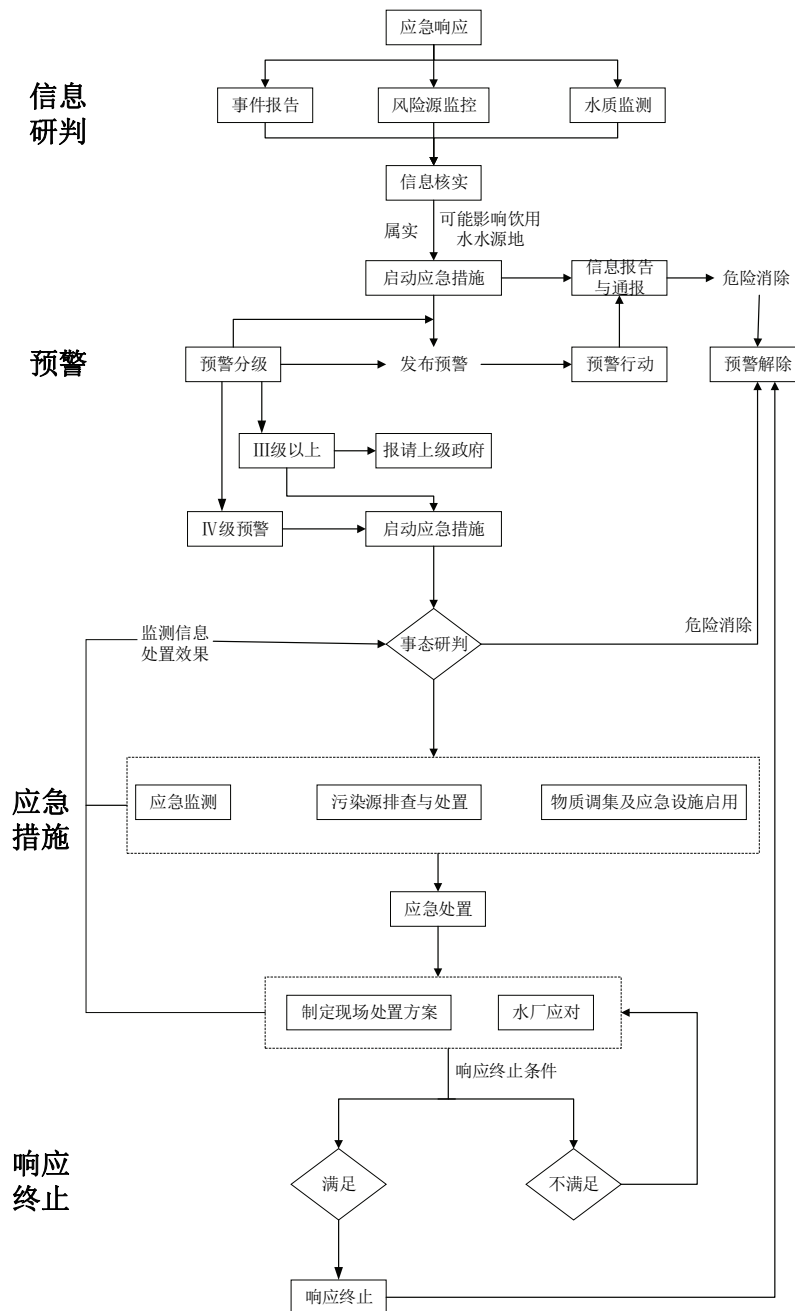 应急响应
信息
研判
事件报告
风险源监控
水质监测
信息核实
属实
可能影响饮用
水水源地
启动应急措施
信息报告
与通报
危险消除
预警
预警分级
发布预警
预警行动
预警解除
Ⅲ级以上
报请上级政府
Ⅳ级预警
启动应急措施
监测信息
处置效果
事态研判
危险消除
应急
措施
应急监测
污染源排查与处置
物质调集及应急设施启用
应急处置
制定现场处置方案
水厂应对
响应终止条件
响应
终止
满足
不满足
响应终止